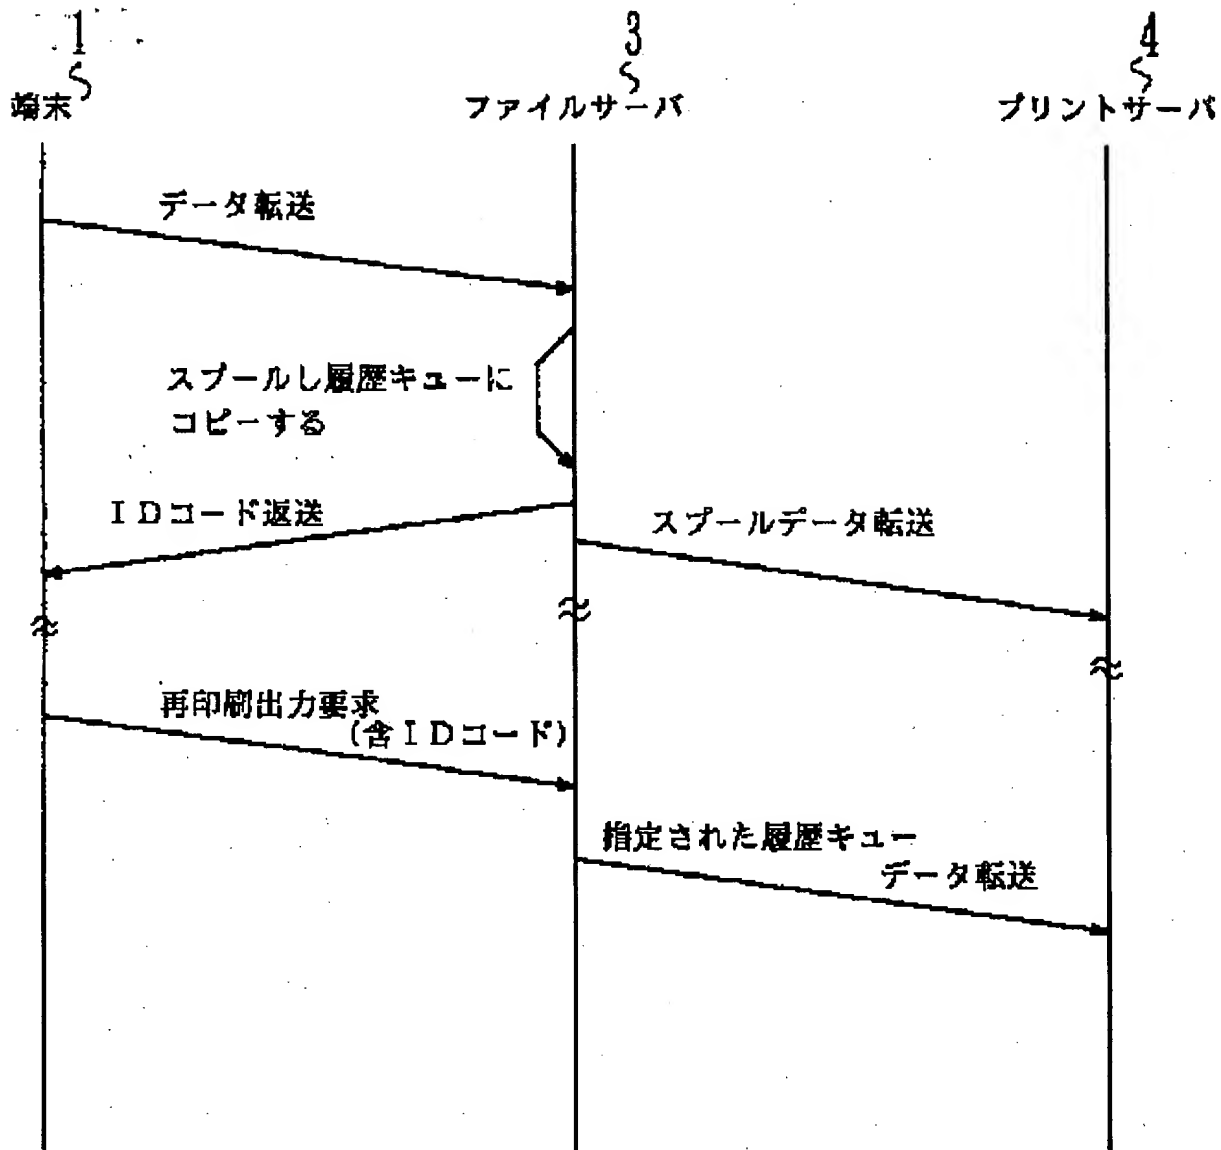 1
3
4
端末
ファイルサーバ
プリントサーバ
データ転送
スプールし履歴キューに
コピーする
IDコード返送
スプールデータ転送
再印刷出力要求
(含IDコード)
指定された履歴キュー
データ転送